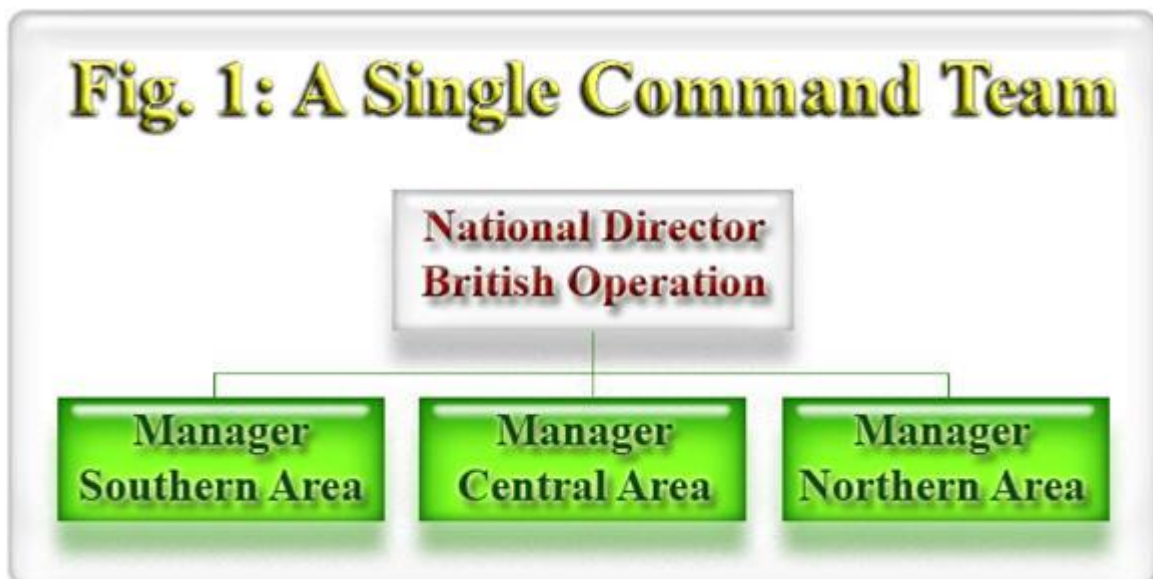 Fig. 1: A Single Command Team
National Director
British Operation
Manager
Southern Area
Manager
Central Area
Manager
Northern Area